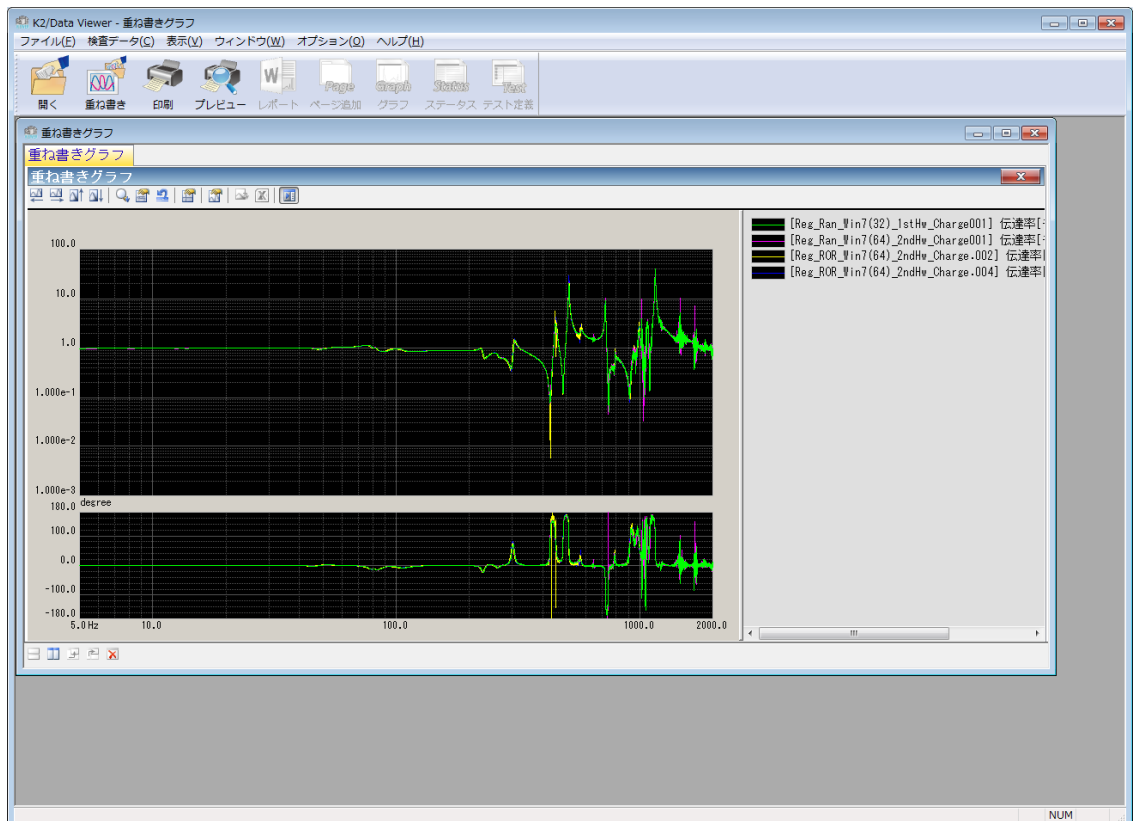 K2/Data Viewer - 重ね書きグラフ
ファイル(F) 検査データ(C) 表示(V) ウィンドウ(W) オプション(O) ヘルプ(H)
W Page Graph Status Test
開く 重ね書き 印刷 プレビュー レポート ページ追加 グラフ ステータス テスト定義
重ね書きグラフ
重ね書きグラフ
重ね書きグラフ
[Reg_Ran_Win7(32)_1stHw_Charge001] 伝達率[
[Reg_Ran_Win7(64)_2ndHw_Charge001] 伝達率[
[Reg_ROR_Win7(64)_2ndHw_Charge.002] 伝達率
[Reg_ROR_Win7(64)_2ndHw_Charge.004] 伝達率
100.0
10.0
1.0
1.000e-1
1.000e-2
1.000e-3
180.0 degree
100.0
0.0
-100.0
-180.0
5.0 Hz 10.0 100.0 1000.0 2000.0
NUM